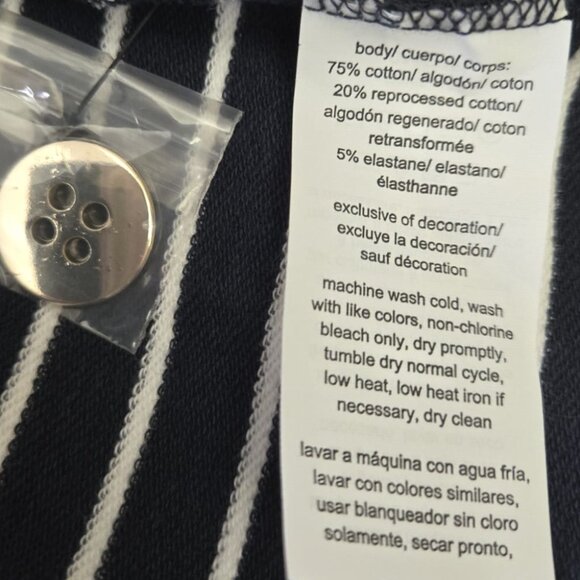 body/ cuerpo/ corps:
75% cotton/ algodón/ coton
20% reprocessed cotton/
algodón regenerado/ coton
retransformée
5% elastane/ elastano/
élasthanne
exclusive of decoration/
excluye la decoración/
sauf décoration
machine wash cold, wash
with like colors, non-chlorine
bleach only, dry promptly,
tumble dry normal cycle,
low heat, low heat iron if
necessary, dry clean
lavar a máquina con agua fría,
lavar con colores similares,
usar blanqueador sin cloro
solamente, secar pronto,